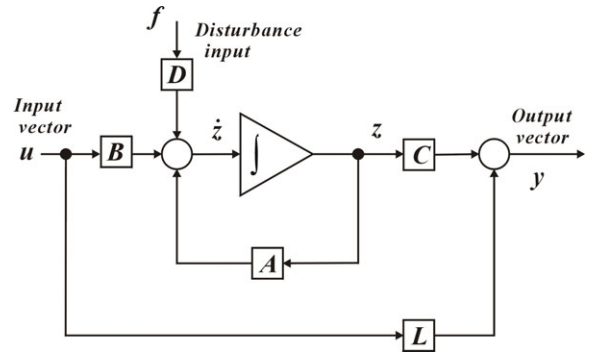 f
Disturbance
input
D
Input
vector
u
B
ż
∫
z
C
Output
vector
y
A
L